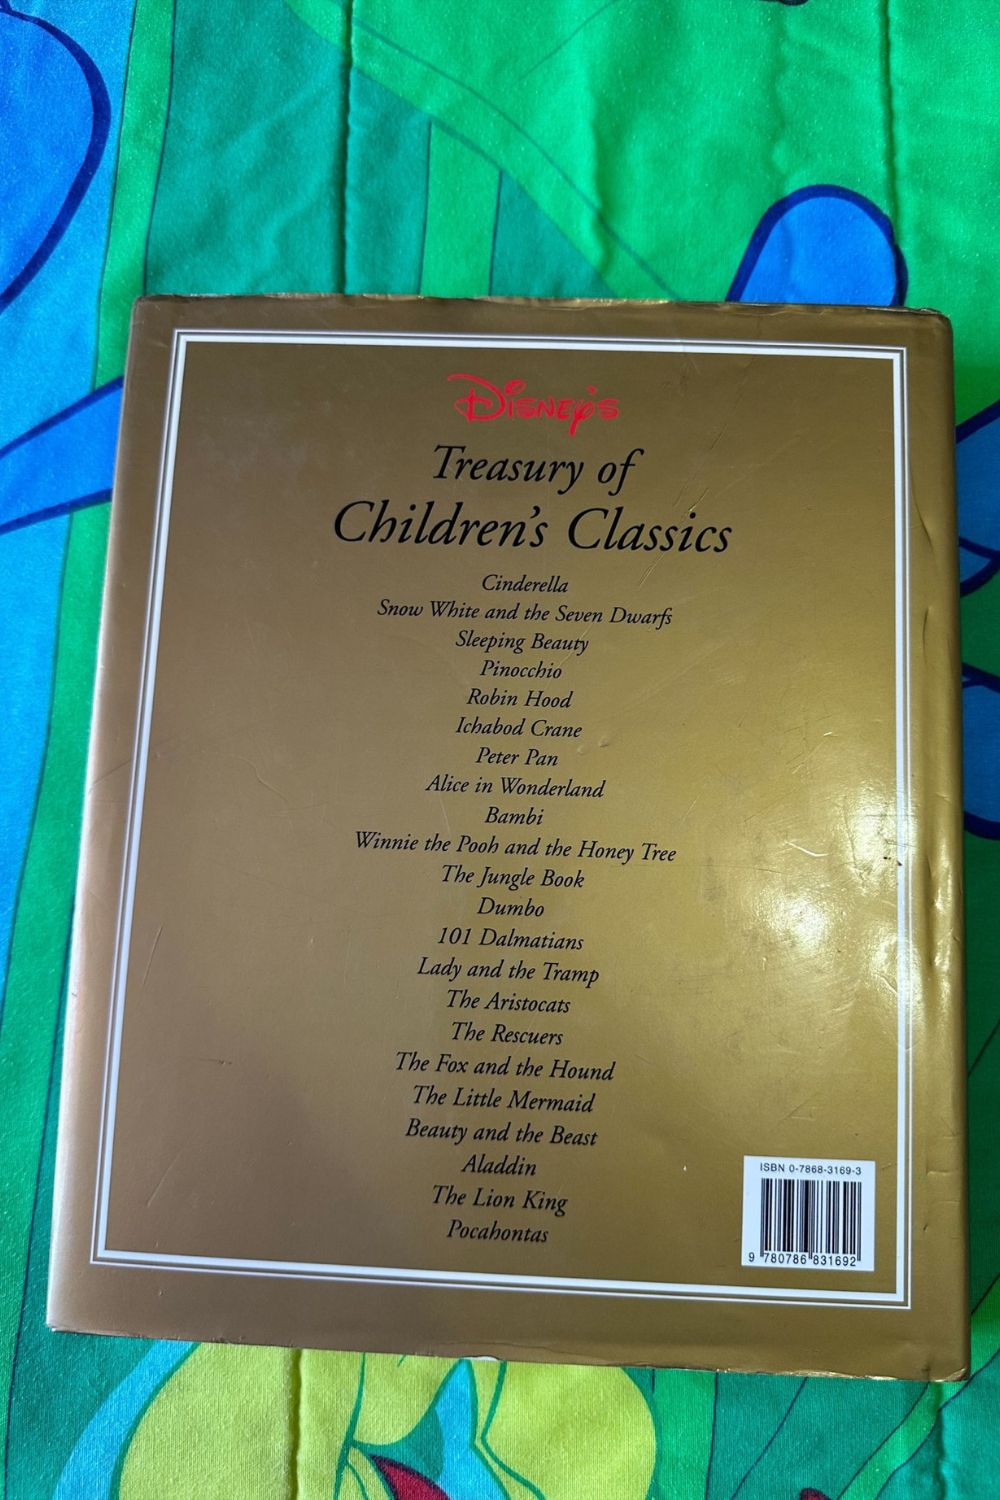 Disney's
Treasury of
Children's Classics
Cinderella
Snow White and the Seven Dwarfs
Sleeping Beauty
Pinocchio
Robin Hood
Ichabod Crane
Peter Pan
Alice in Wonderland
Bambi
Winnie the Pooh and the Honey Tree
The Jungle Book
Dumbo
101 Dalmatians
Lady and the Tramp
The Aristocats
The Rescuers
The Fox and the Hound
The Little Mermaid
Beauty and the Beast
Aladdin
The Lion King
Pocahontas
ISBN 0-7868-3169-3
9 780786 831692